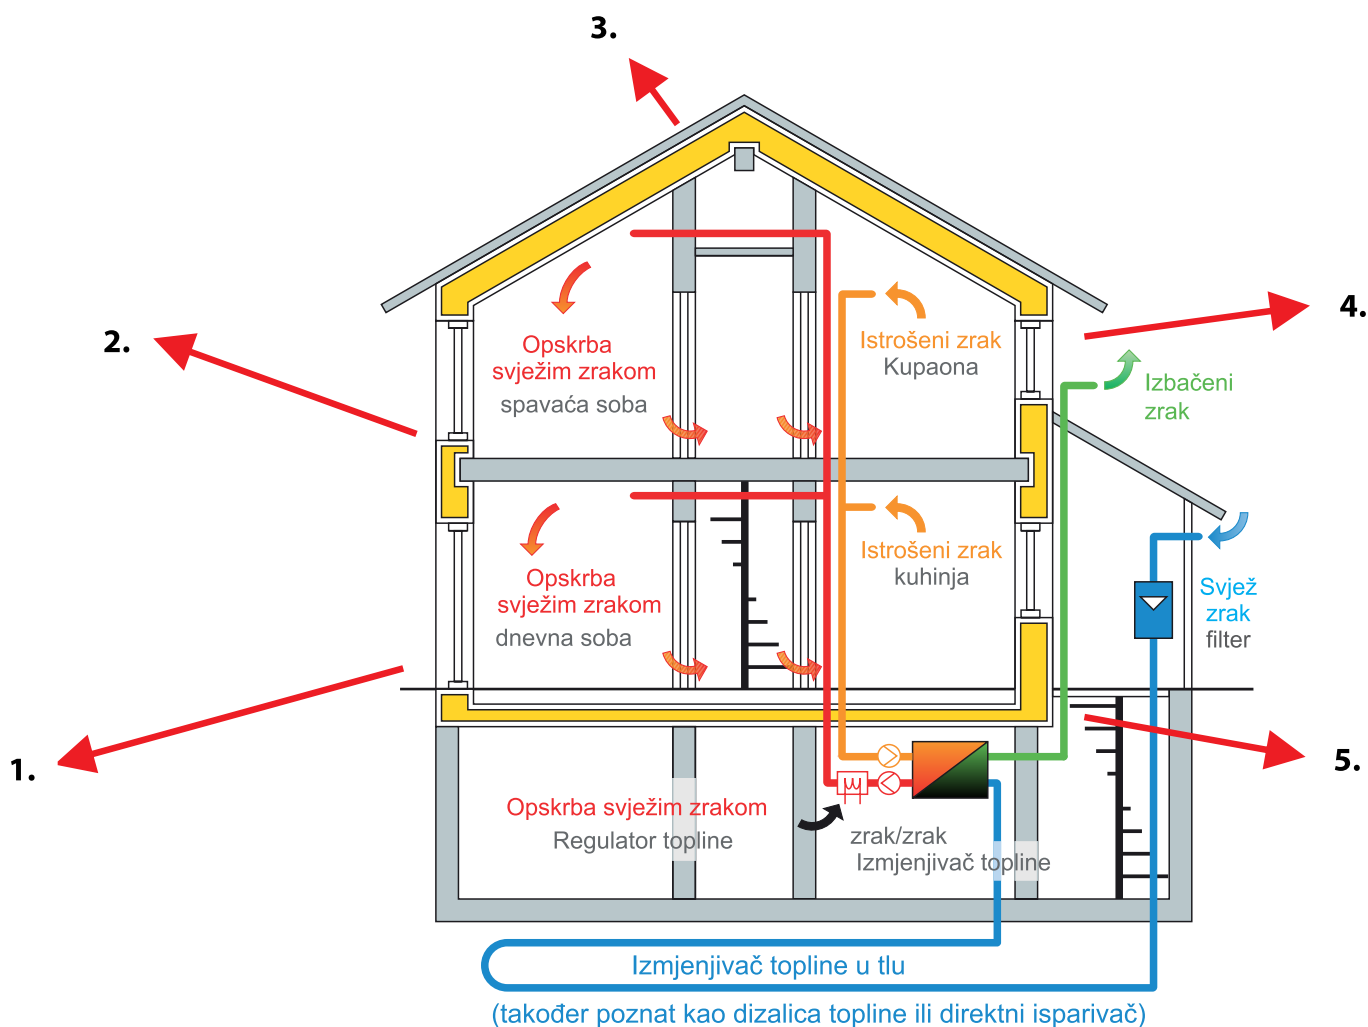 3.
4.
2.
Opskrba
svježim zrakom
spavaća soba
Istrošeni zrak
Kupaona
Izbačeni
zrak
Istrošeni zrak
kuhinja
Opskrba
svježim zrakom
dnevna soba
Svjež
zrak
filter
1.
5.
Opskrba svježim zrakom
Regulator topline
zrak/zrak
Izmjenjivač topline
Izmjenjivač topline u tlu
(također poznat kao dizalica topline ili direktni isparivač)